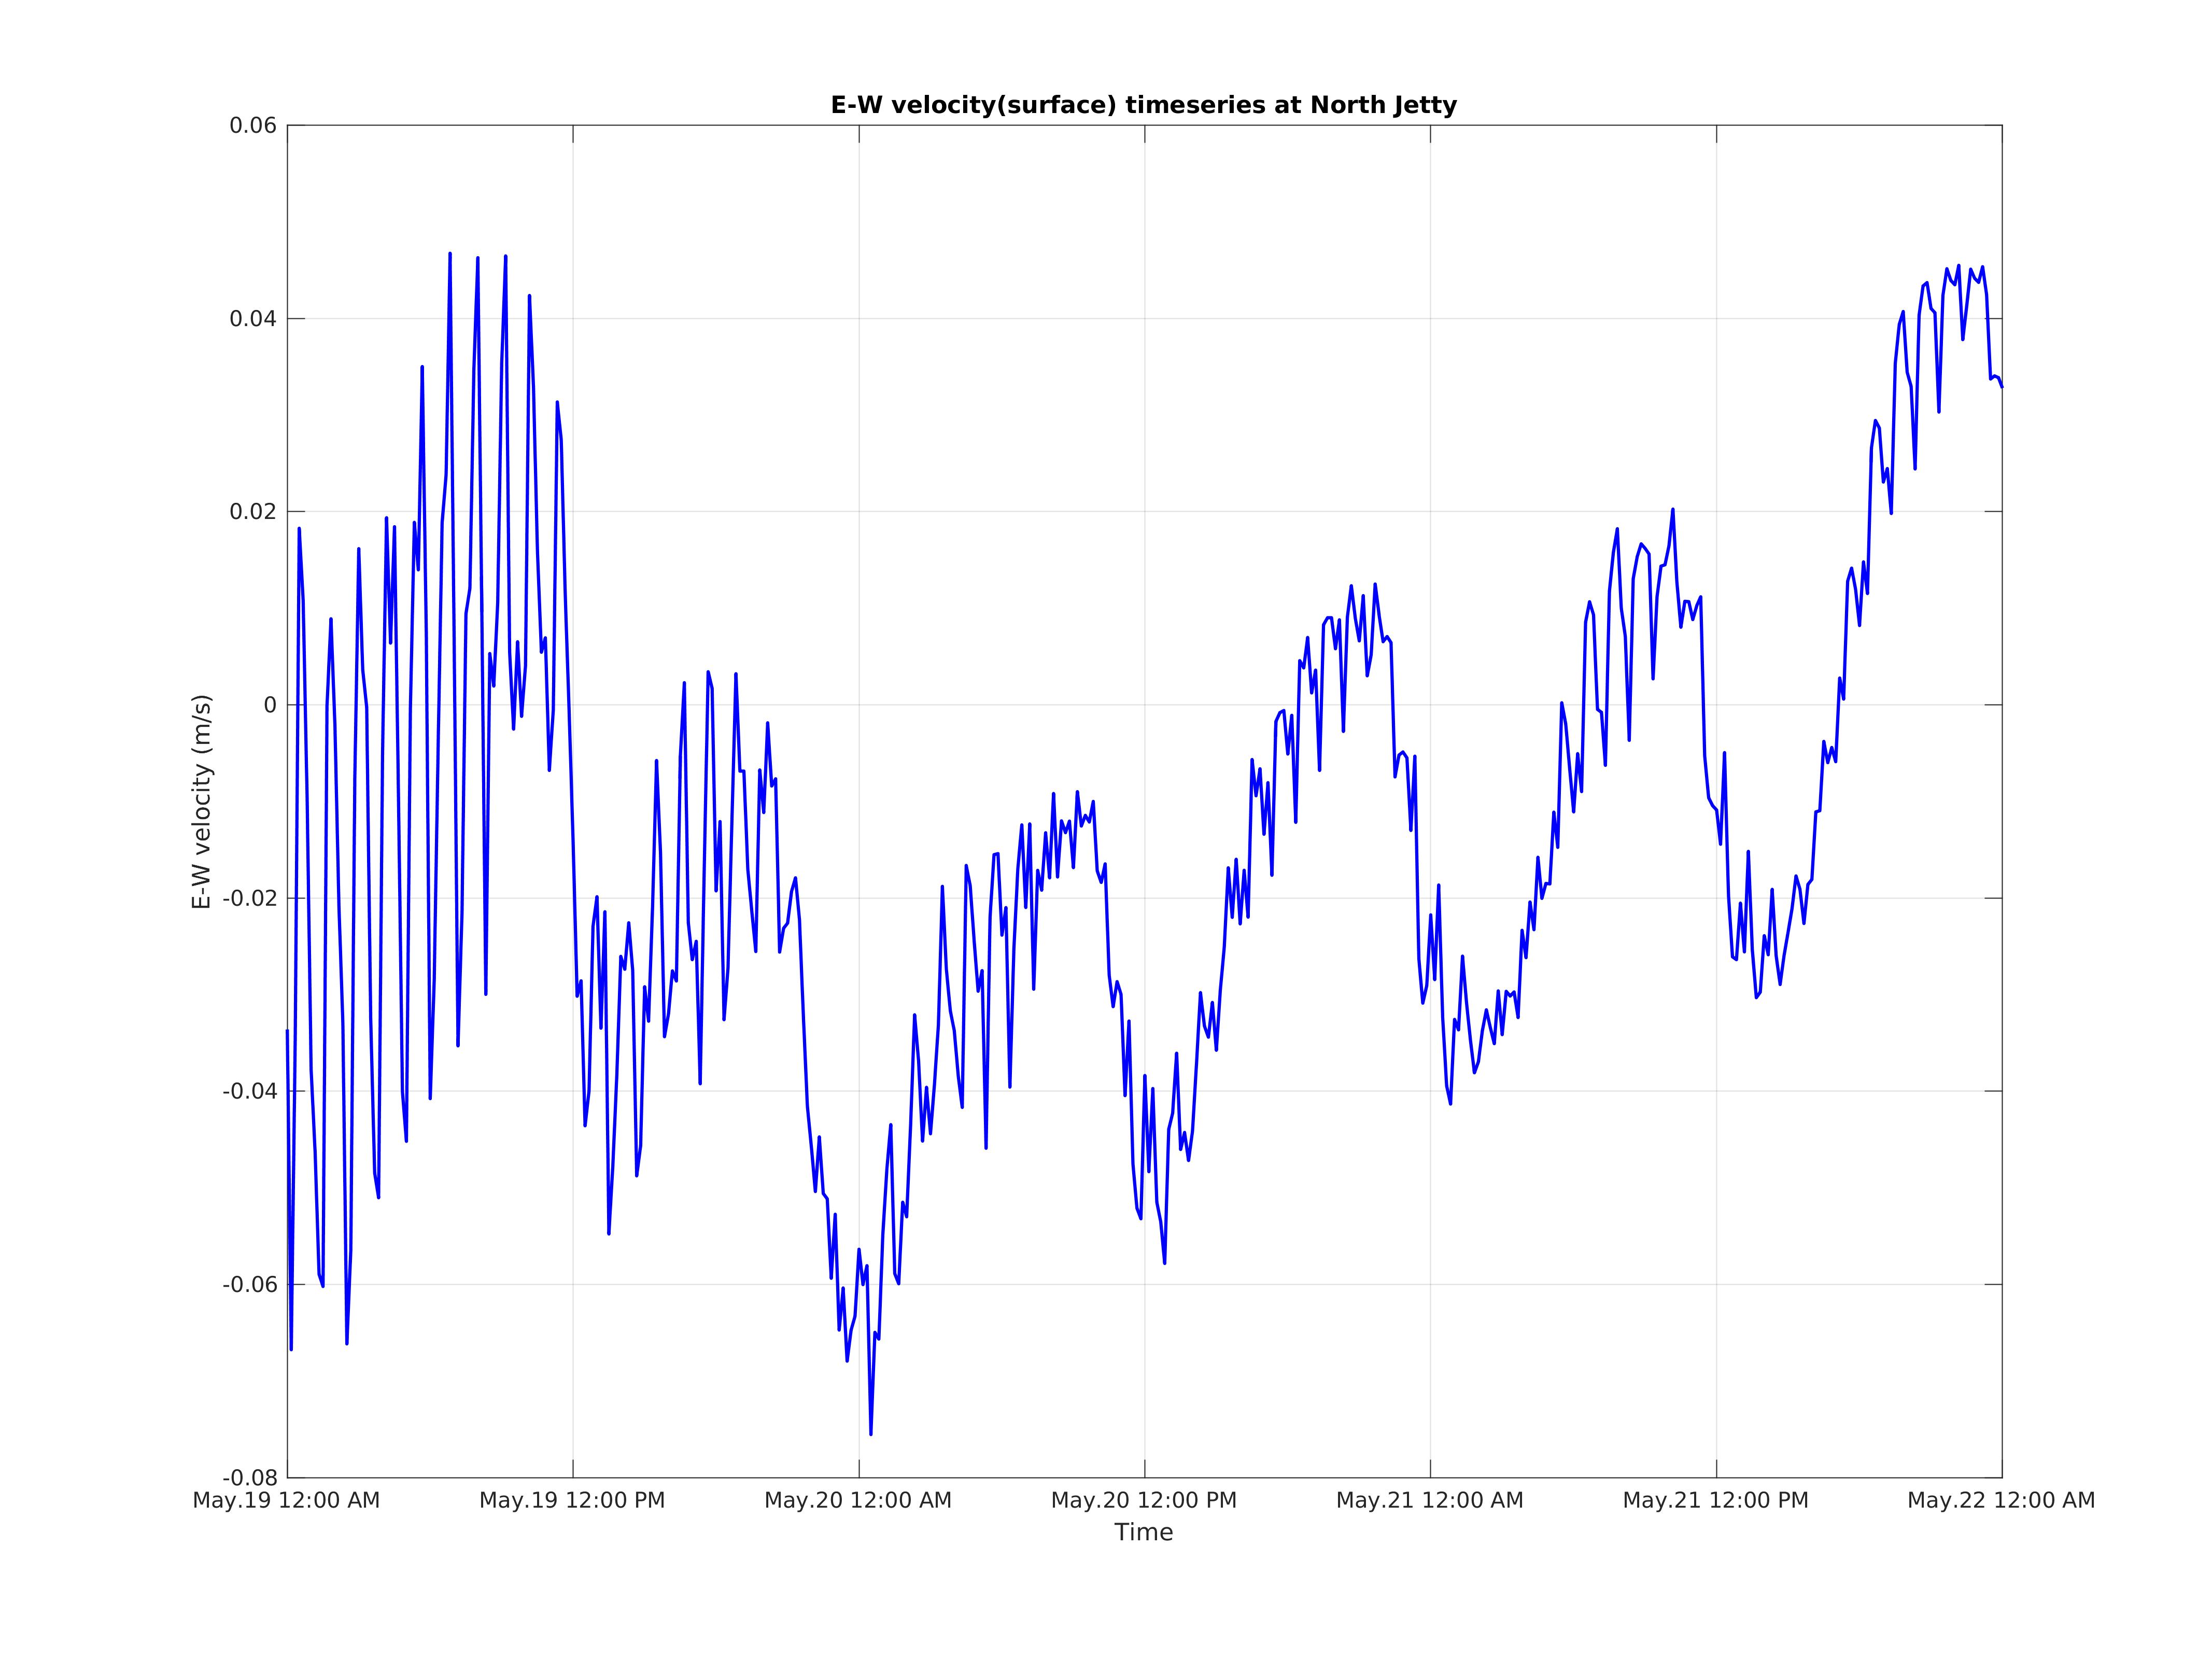 E-W velocity(surface) timeseries at North Jetty
0.06
0.04
0.02
0
-0.02
-0.04
-0.06
-0.08
E-W velocity (m/s)
May.19 12:00 AM
May.19 12:00 PM
May.20 12:00 AM
May.20 12:00 PM
May.21 12:00 AM
May.21 12:00 PM
May.22 12:00 AM
Time